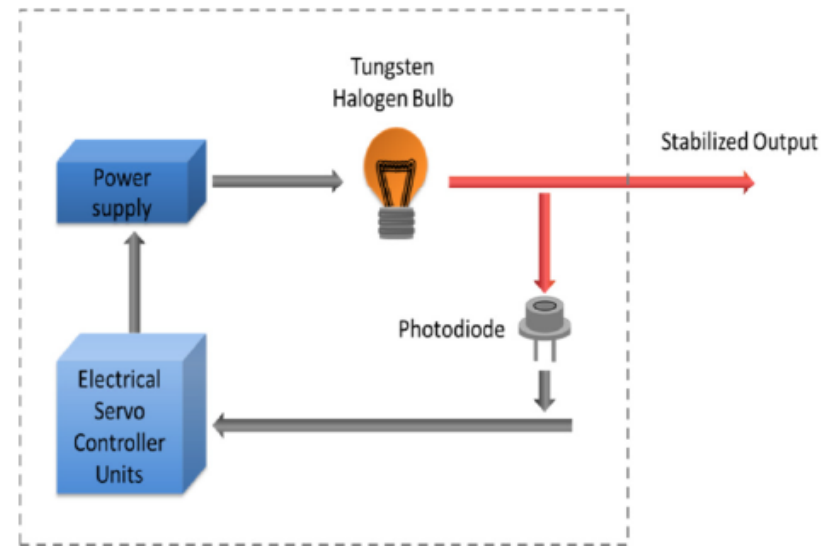 Tungsten
Halogen Bulb
Stabilized Output
Power
supply
Photodiode
Electrical
Servo
Controller
Units